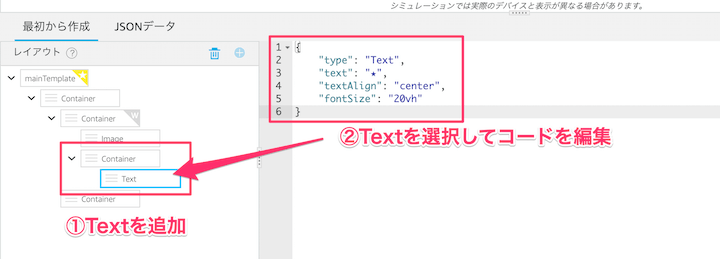 シミュレーションでは実際のデバイスと表示が異なる場合があります。
最初から作成 JSONデータ
レイアウト ?
mainTemplate
Container
Container W
Image
Container
Text
Container
①Textを追加
1 {
2 "type": "Text",
3 "text": "★",
4 "textAlign": "center",
5 "fontSize": "20vh"
6 }
②Textを選択してコードを編集